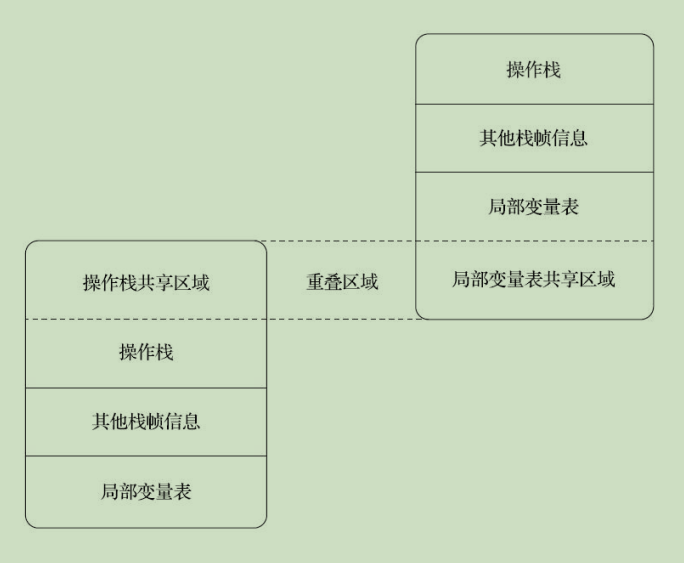 操作栈
其他栈帧信息
局部变量表
操作栈共享区域
重叠区域
局部变量表共享区域
操作栈
其他栈帧信息
局部变量表